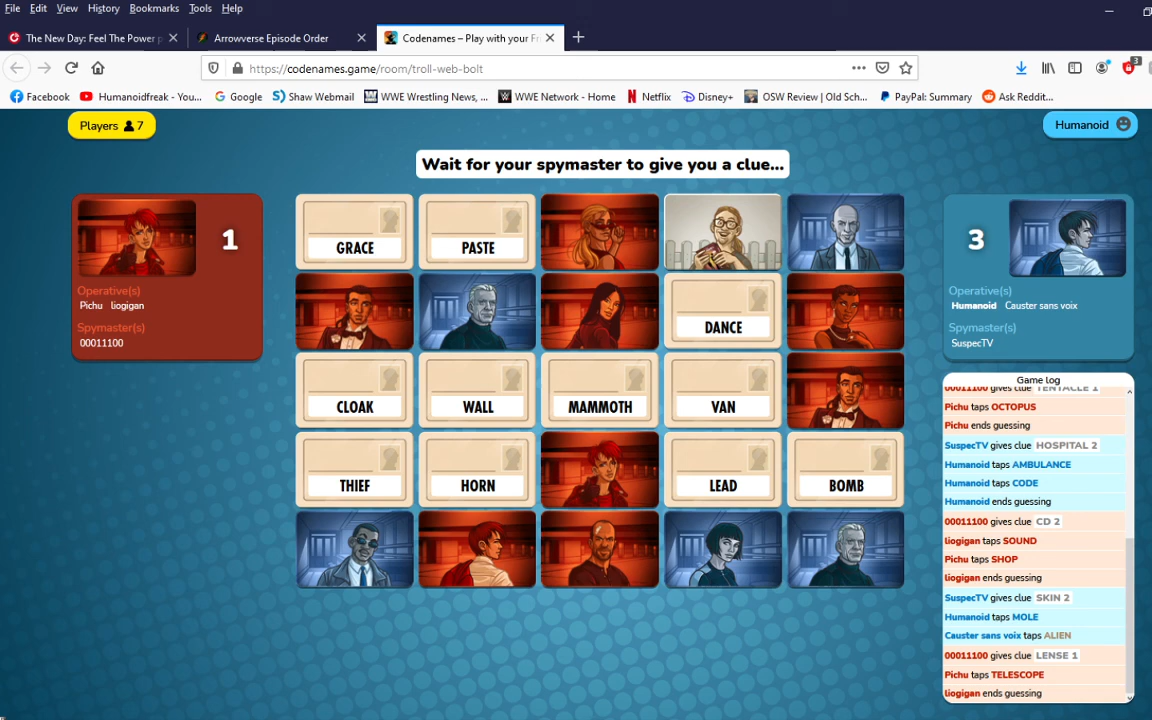 File Edit View History Bookmarks Tools Help
The New Day: Feel The Power p
Arrowverse Episode Order
Codenames – Play with your Fr
https://codenames.game/room/troll-web-bolt
3
Facebook
Humanoidfreak - You...
Google
Shaw Webmail
WWE Wrestling News, ...
WWE Network - Home
Netflix
Disney+
OSW Review | Old Sch...
PayPal: Summary
Ask Reddit...
Players 7
Humanoid
Wait for your spymaster to give you a clue...
1
Operative(s)
Pichu liogigan
Spymaster(s)
00011100
GRACE
PASTE
DANCE
CLOAK
WALL
MAMMOTH
VAN
THIEF
HORN
LEAD
BOMB
3
Operative(s)
Humanoid Causter sans voix
Spymaster(s)
SuspecTV
Game log
00011100 gives clue TENTACLE 1
Pichu taps OCTOPUS
Pichu ends guessing
SuspecTV gives clue HOSPITAL 2
Humanoid taps AMBULANCE
Humanoid taps CODE
Humanoid ends guessing
00011100 gives clue CD 2
liogigan taps SOUND
Pichu taps SHOP
liogigan ends guessing
SuspecTV gives clue SKIN 2
Humanoid taps MOLE
Causter sans voix taps ALIEN
00011100 gives clue LENSE 1
Pichu taps TELESCOPE
liogigan ends guessing